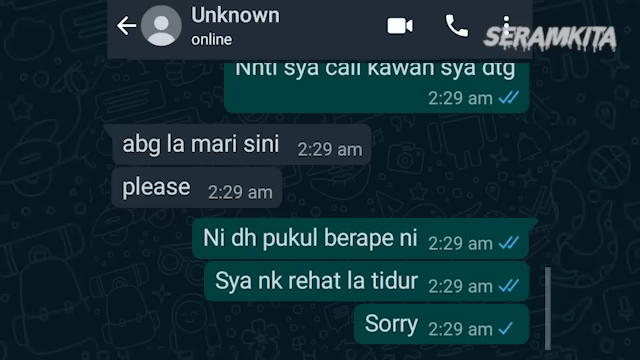 Unknown
online
SERAMKITA
Nnti sya call kawan sya dtg
2:29 am
abg la mari sini 2:29 am
please 2:29 am
Ni dh pukul berape ni 2:29 am
Sya nk rehat la tidur 2:29 am
Sorry 2:29 am